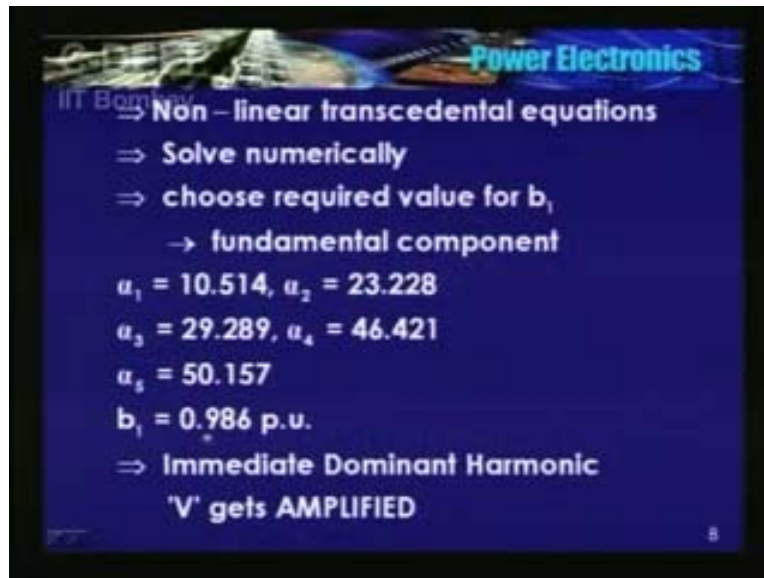 Power Electronics
IIT Bombay
⇒ Non – linear transcedental equations
⇒ Solve numerically
⇒ choose required value for b₁
→ fundamental component
α₁ = 10.514, α₂ = 23.228
α₃ = 29.289, α₄ = 46.421
α₅ = 50.157
b₁ = 0.986 p.u.
⇒ Immediate Dominant Harmonic
'V' gets AMPLIFIED
8